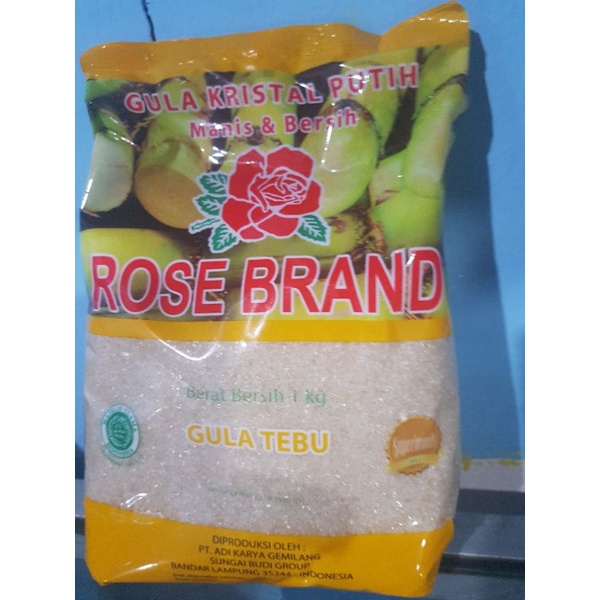 GULA KRISTAL PUTIH
Manis & Bersih
ROSE BRAND
Berat Bersih 1 kg
GULA TEBU
DIPRODUKSI OLEH :
PT. ADI KARYA GEMILANG
SUNGAI BUDI GROUP
BANDAR LAMPUNG 35244 - INDONESIA